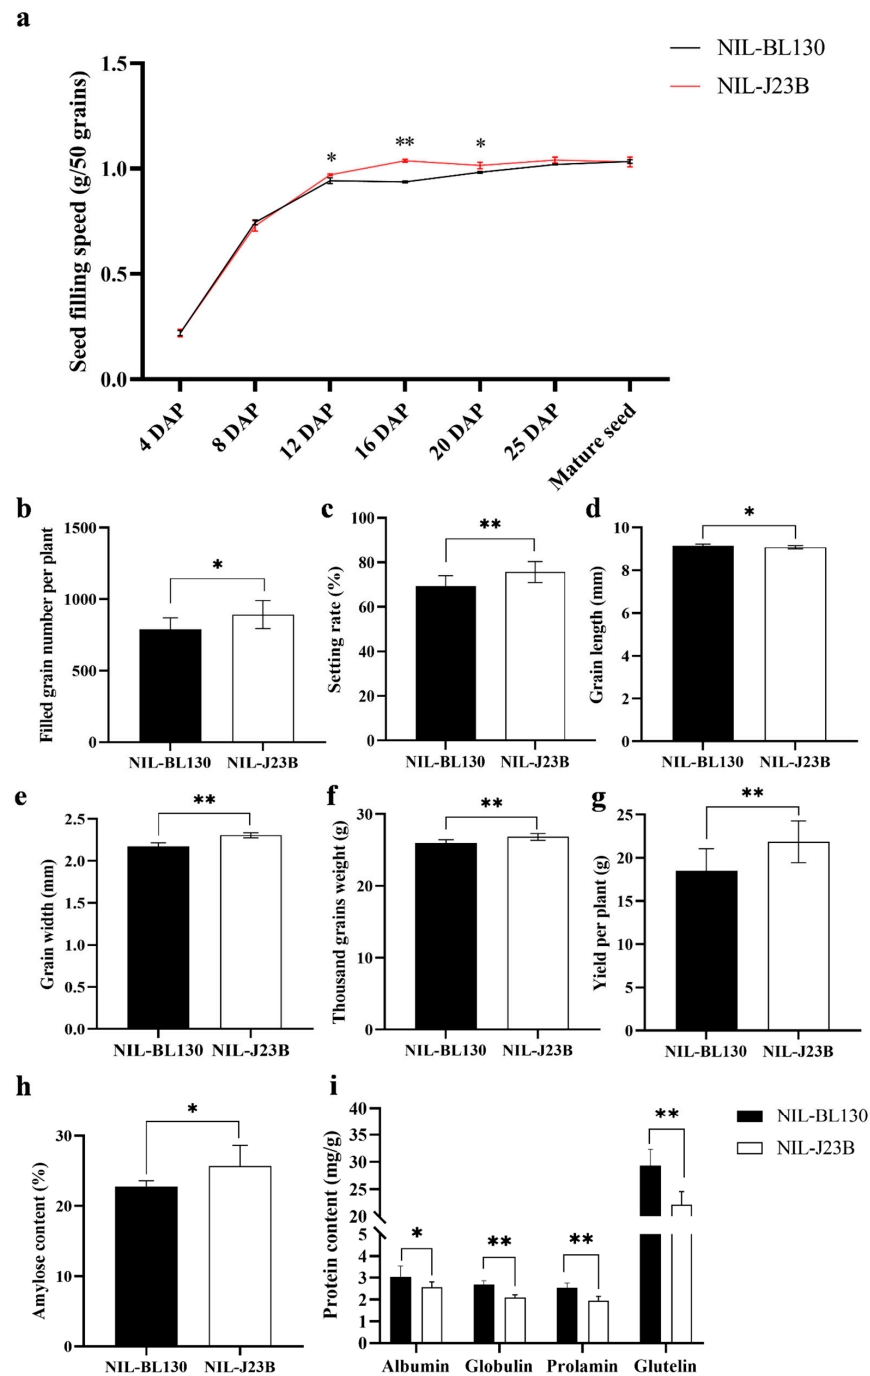 a
NIL-BL130
NIL-J23B
Seed filling speed (g/50 grains)
1.5
1.0
0.5
0.0
* ** *
4 DAP 8 DAP 12 DAP 16 DAP 20 DAP 25 DAP Mature seed
b
Filled grain number per plant
1500
1000
500
0
*
NIL-BL130 NIL-J23B
c
Setting rate (%)
100
80
60
40
20
0
**
NIL-BL130 NIL-J23B
d
Grain length (mm)
10
8
6
4
2
0
*
NIL-BL130 NIL-J23B
e
Grain width (mm)
2.5
2.0
1.5
1.0
0.5
0.0
**
NIL-BL130 NIL-J23B
f
Thousand grains weight (g)
30
20
10
0
**
NIL-BL130 NIL-J23B
g
Yield per plant (g)
25
20
15
10
5
0
**
NIL-BL130 NIL-J23B
h
Amylose content (%)
30
20
10
0
*
NIL-BL130 NIL-J23B
i
Protein content (mg/g)
40
35
30
25
20
5
4
3
2
1
0
* ** ** **
Albumin Globulin Prolamin Glutelin
NIL-BL130
NIL-J23B